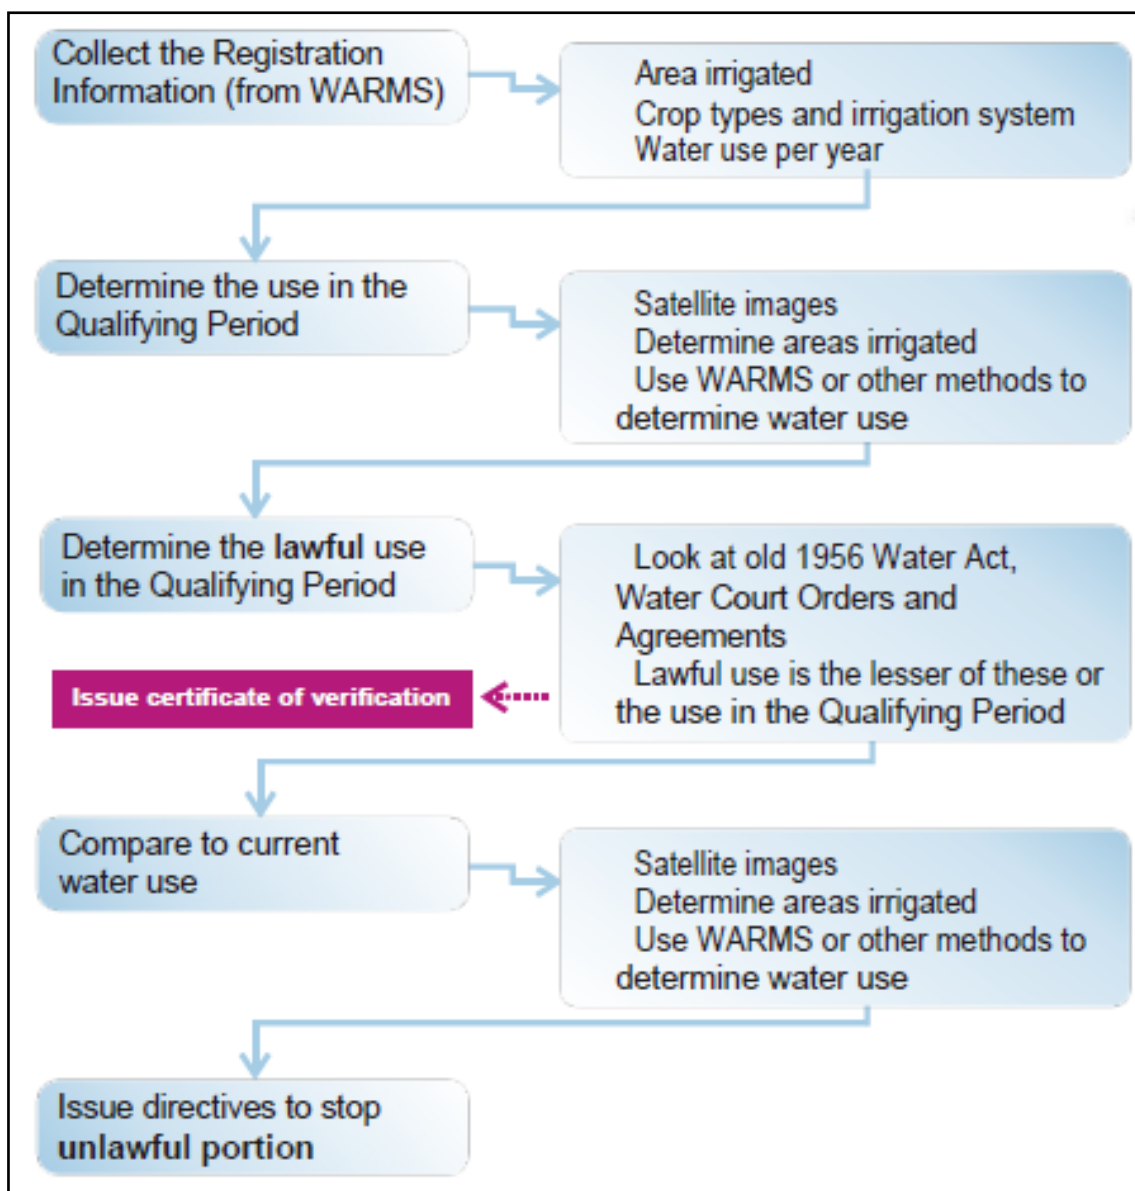 Collect the Registration
Information (from WARMS)
Area irrigated
Crop types and irrigation system
Water use per year
Determine the use in the
Qualifying Period
Satellite images
Determine areas irrigated
Use WARMS or other methods to
determine water use
Determine the lawful use
in the Qualifying Period
Look at old 1956 Water Act,
Water Court Orders and
Agreements
Lawful use is the lesser of these or
the use in the Qualifying Period
Issue certificate of verification
Compare to current
water use
Satellite images
Determine areas irrigated
Use WARMS or other methods to
determine water use
Issue directives to stop
unlawful portion